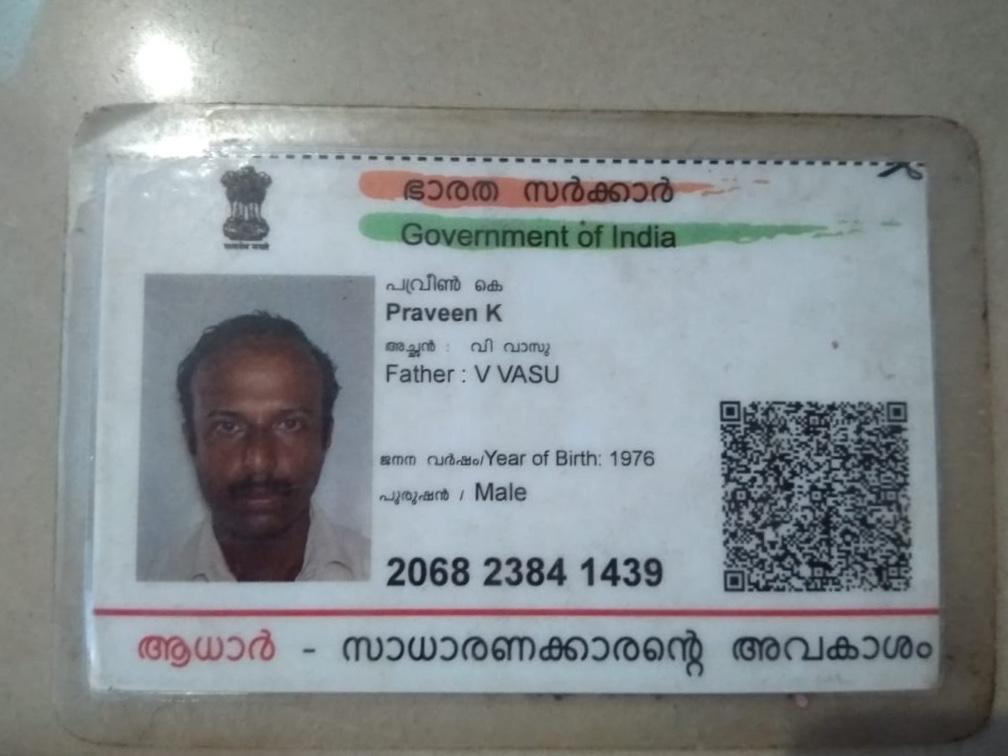 ഭാരത സർക്കാർ
Government of India
പ്രവീൺ കെ
Praveen K
അച്ഛൻ : വി വാസു
Father : V VASU
ജനന വർഷം/Year of Birth: 1976
പുരുഷൻ / Male
2068 2384 1439
ആധാർ - സാധാരണക്കാരന്റെ അവകാശം